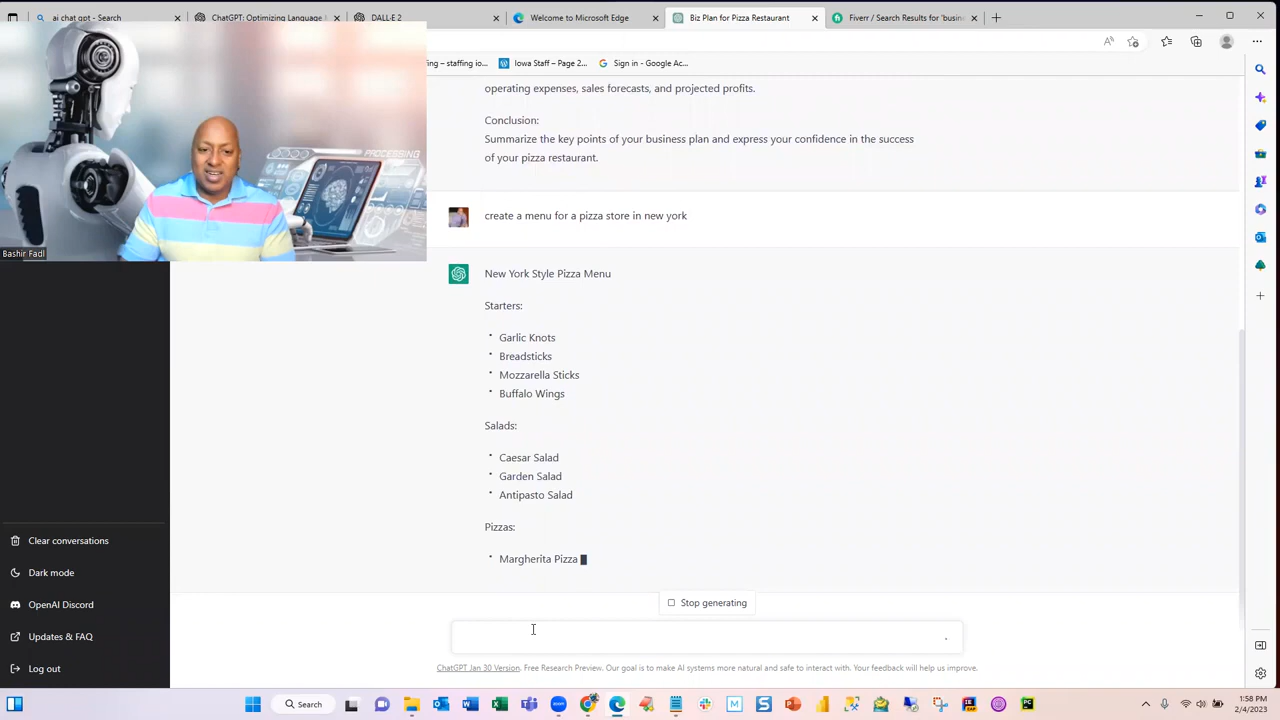 ai chat gpt - Search
ChatGPT: Optimizing Language
DALL·E 2
Welcome to Microsoft Edge
Biz Plan for Pizza Restaurant
Fiverr / Search Results for 'busin
fing – staffing io...
Iowa Staff – Page 2...
Sign in - Google Ac...
operating expenses, sales forecasts, and projected profits.
Conclusion:
Summarize the key points of your business plan and express your confidence in the success
of your pizza restaurant.
PROCESSING
create a menu for a pizza store in new york
Bashir Fadl
New York Style Pizza Menu
Starters:
• Garlic Knots
• Breadsticks
• Mozzarella Sticks
• Buffalo Wings
Salads:
• Caesar Salad
• Garden Salad
• Antipasto Salad
Pizzas:
• Margherita Pizza
Clear conversations
Dark mode
OpenAI Discord
Updates & FAQ
Log out
Stop generating
ChatGPT Jan 30 Version. Free Research Preview. Our goal is to make AI systems more natural and safe to interact with. Your feedback will help us improve.
Search
1:58 PM
2/4/2023